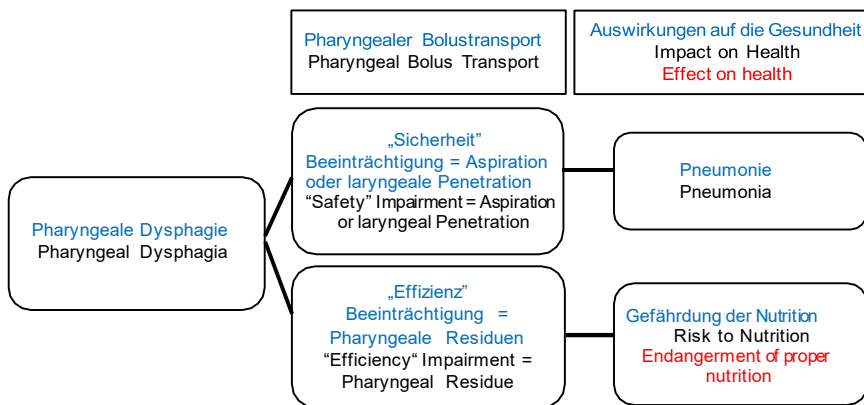 Pharyngealer Bolustransport
Pharyngeal Bolus Transport
Auswirkungen auf die Gesundheit
Impact on Health
Effect on health
„Sicherheit”
Beeinträchtigung = Aspiration
oder laryngeale Penetration
“Safety” Impairment = Aspiration
or laryngeal Penetration
Pneumonie
Pneumonia
Pharyngeale Dysphagie
Pharyngeal Dysphagia
„Effizienz”
Beeinträchtigung =
Pharyngeale Residuen
“Efficiency“ Impairment =
Pharyngeal Residue
Gefährdung der Nutrition
Risk to Nutrition
Endangerment of proper
nutrition